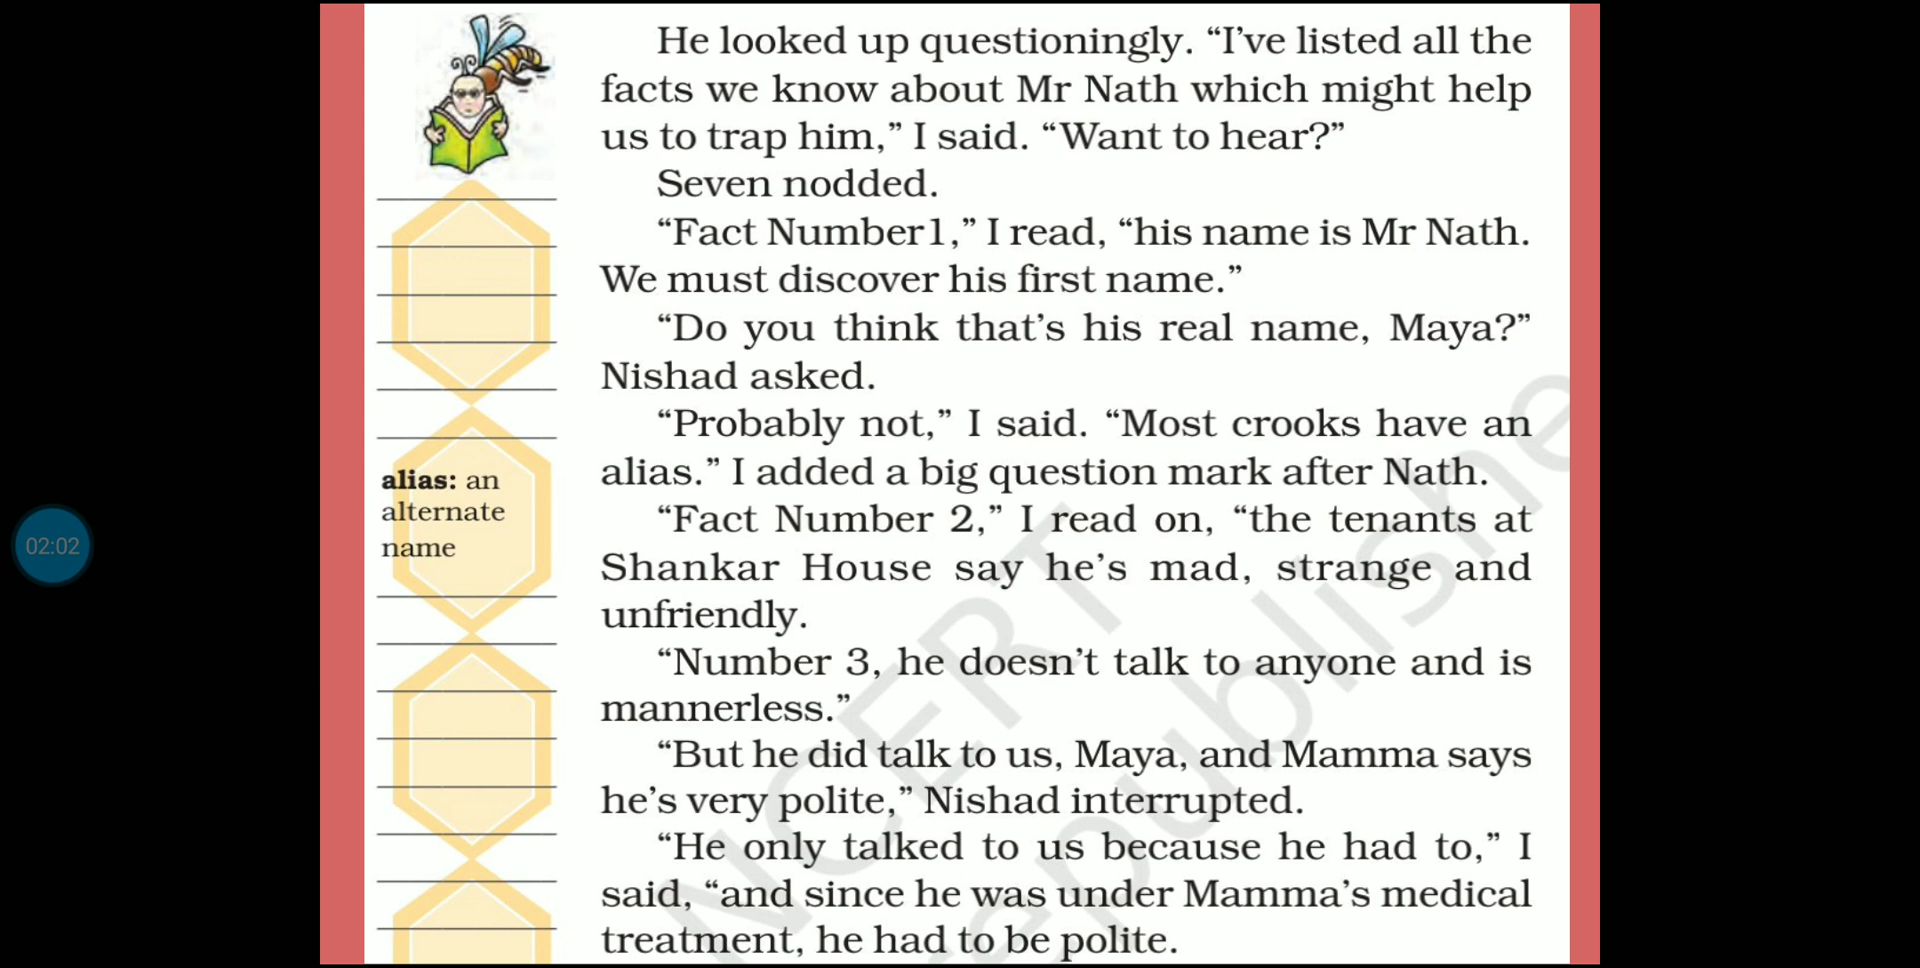 He looked up questioningly. “I’ve listed all the
facts we know about Mr Nath which might help
us to trap him,” I said. “Want to hear?”
Seven nodded.
“Fact Number1,” I read, “his name is Mr Nath.
We must discover his first name.”
“Do you think that’s his real name, Maya?”
Nishad asked.
“Probably not,” I said. “Most crooks have an
alias.” I added a big question mark after Nath.
“Fact Number 2,” I read on, “the tenants at
Shankar House say he’s mad, strange and
unfriendly.
“Number 3, he doesn’t talk to anyone and is
mannerless.”
“But he did talk to us, Maya, and Mamma says
he’s very polite,” Nishad interrupted.
“He only talked to us because he had to,” I
said, “and since he was under Mamma’s medical
treatment, he had to be polite.
alias: an
alternate
name
02:02
NCERT
republishe